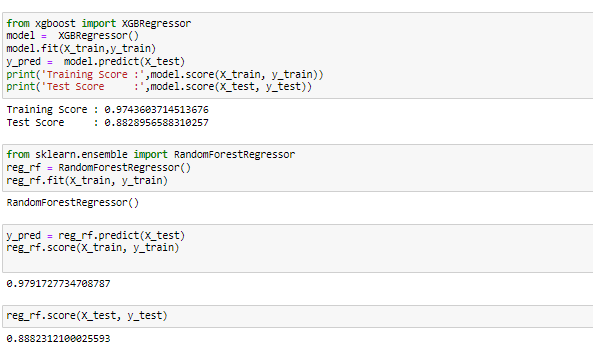 from xgboost import XGBRegressor
model =  XGBRegressor()
model.fit(X_train,y_train)
y_pred =  model.predict(X_test)
print('Training Score :',model.score(X_train, y_train))
print('Test Score     :',model.score(X_test, y_test))
Training Score : 0.9743603714513676
Test Score     : 0.8828956588310257
from sklearn.ensemble import RandomForestRegressor
reg_rf = RandomForestRegressor()
reg_rf.fit(X_train, y_train)
RandomForestRegressor()
y_pred = reg_rf.predict(X_test)
reg_rf.score(X_train, y_train)
0.9791727734708787
reg_rf.score(X_test, y_test)
0.8882312100025593